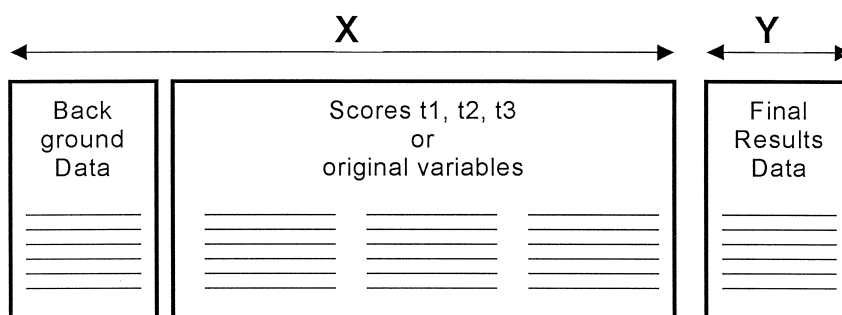 X
Y
Back
ground
Data
Scores t1, t2, t3
or
original variables
Final
Results
Data